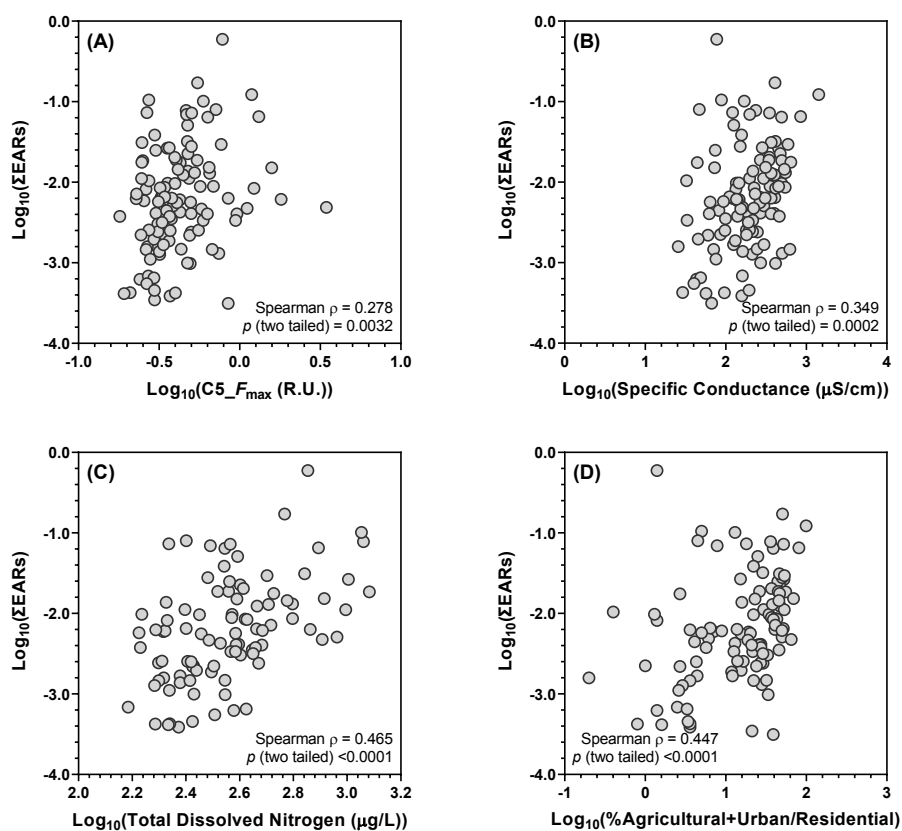 (A)
0.0
-1.0
-2.0
-3.0
-4.0
Log10(ΣEARs)
Spearman ρ = 0.278
p (two tailed) = 0.0032
-1.0
-0.5
0.0
0.5
1.0
Log10(C5_Fmax (R.U.))
(B)
0.0
-1.0
-2.0
-3.0
-4.0
Log10(ΣEARs)
Spearman ρ = 0.349
p (two tailed) = 0.0002
0
1
2
3
4
Log10(Specific Conductance (µS/cm))
(C)
0.0
-1.0
-2.0
-3.0
-4.0
Log10(ΣEARs)
Spearman ρ = 0.465
p (two tailed) <0.0001
2.0
2.2
2.4
2.6
2.8
3.0
3.2
Log10(Total Dissolved Nitrogen (µg/L))
(D)
0.0
-1.0
-2.0
-3.0
-4.0
Log10(ΣEARs)
Spearman ρ = 0.447
p (two tailed) <0.0001
-1
0
1
2
3
Log10(%Agricultural+Urban/Residential)